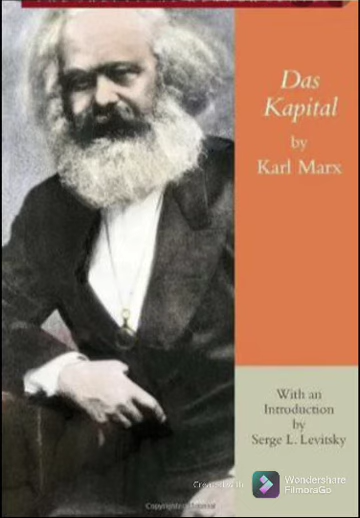 Das
Kapital
by
Karl Marx
With an
Introduction
by
Serge L. Levitsky
Wondershare
FilmoraGo